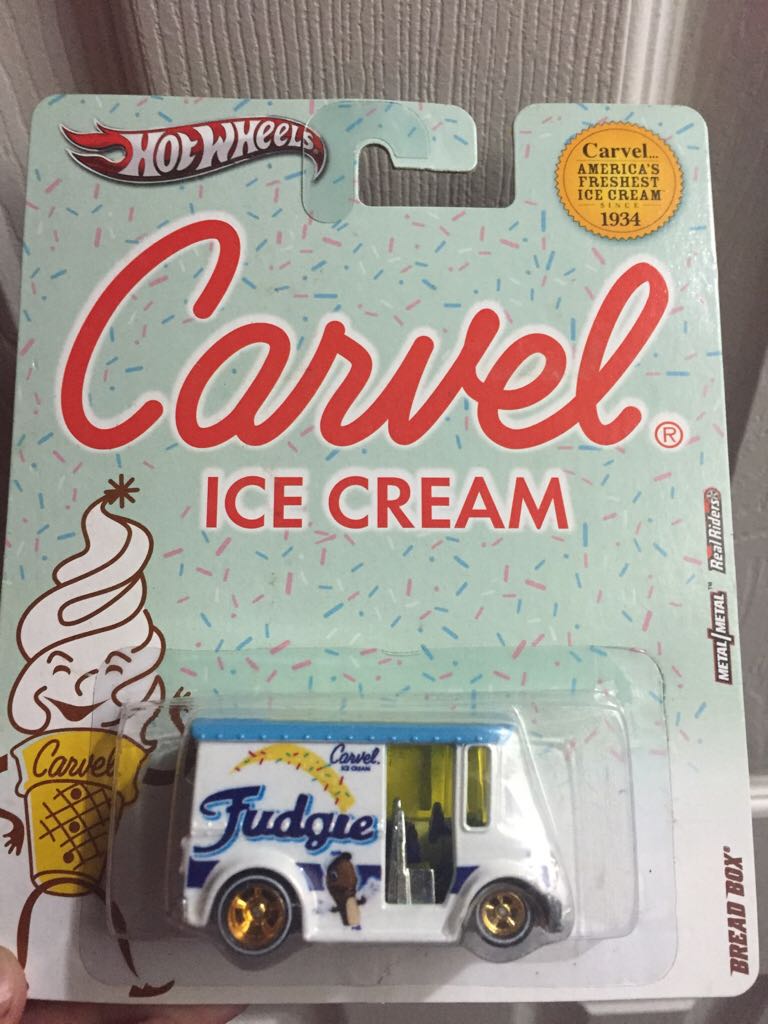 HOT WHEELS
Carvel...
AMERICA'S
FRESHEST
ICE CREAM
SINCE
1934
Carvel®
ICE CREAM
Real Riders®
METAL/METAL™
Carvel
Carvel.
ICE CREAM
Fudgie
BREAD BOX®